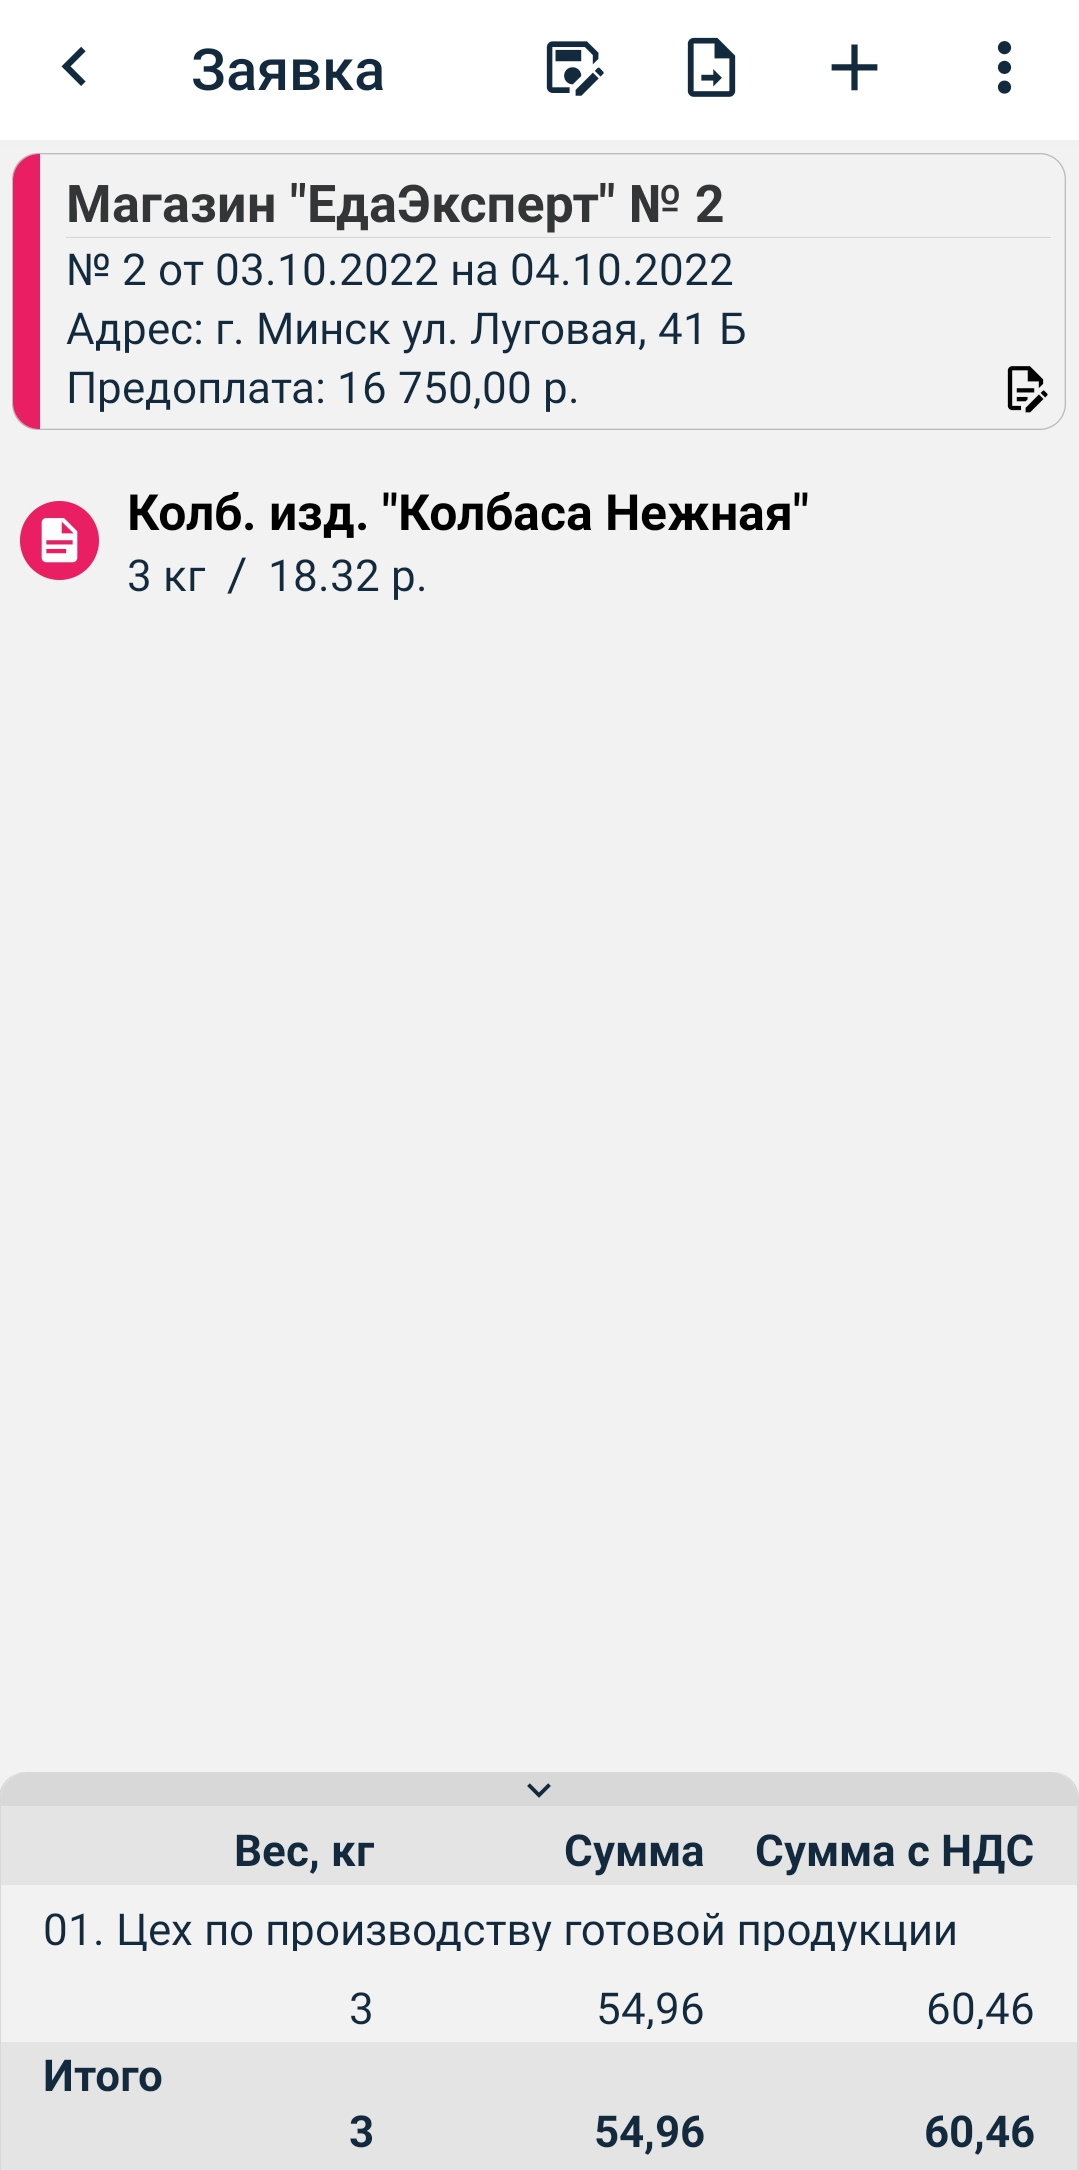 Заявка
Магазин "ЕдаЭксперт" № 2
№ 2 от 03.10.2022 на 04.10.2022
Адрес: г. Минск ул. Луговая, 41 Б
Предоплата: 16 750,00 р.
Колб. изд. "Колбаса Нежная"
3 кг / 18.32 р.
Вес, кг Сумма Сумма с НДС
01. Цех по производству готовой продукции
3 54,96 60,46
Итого
3 54,96 60,46